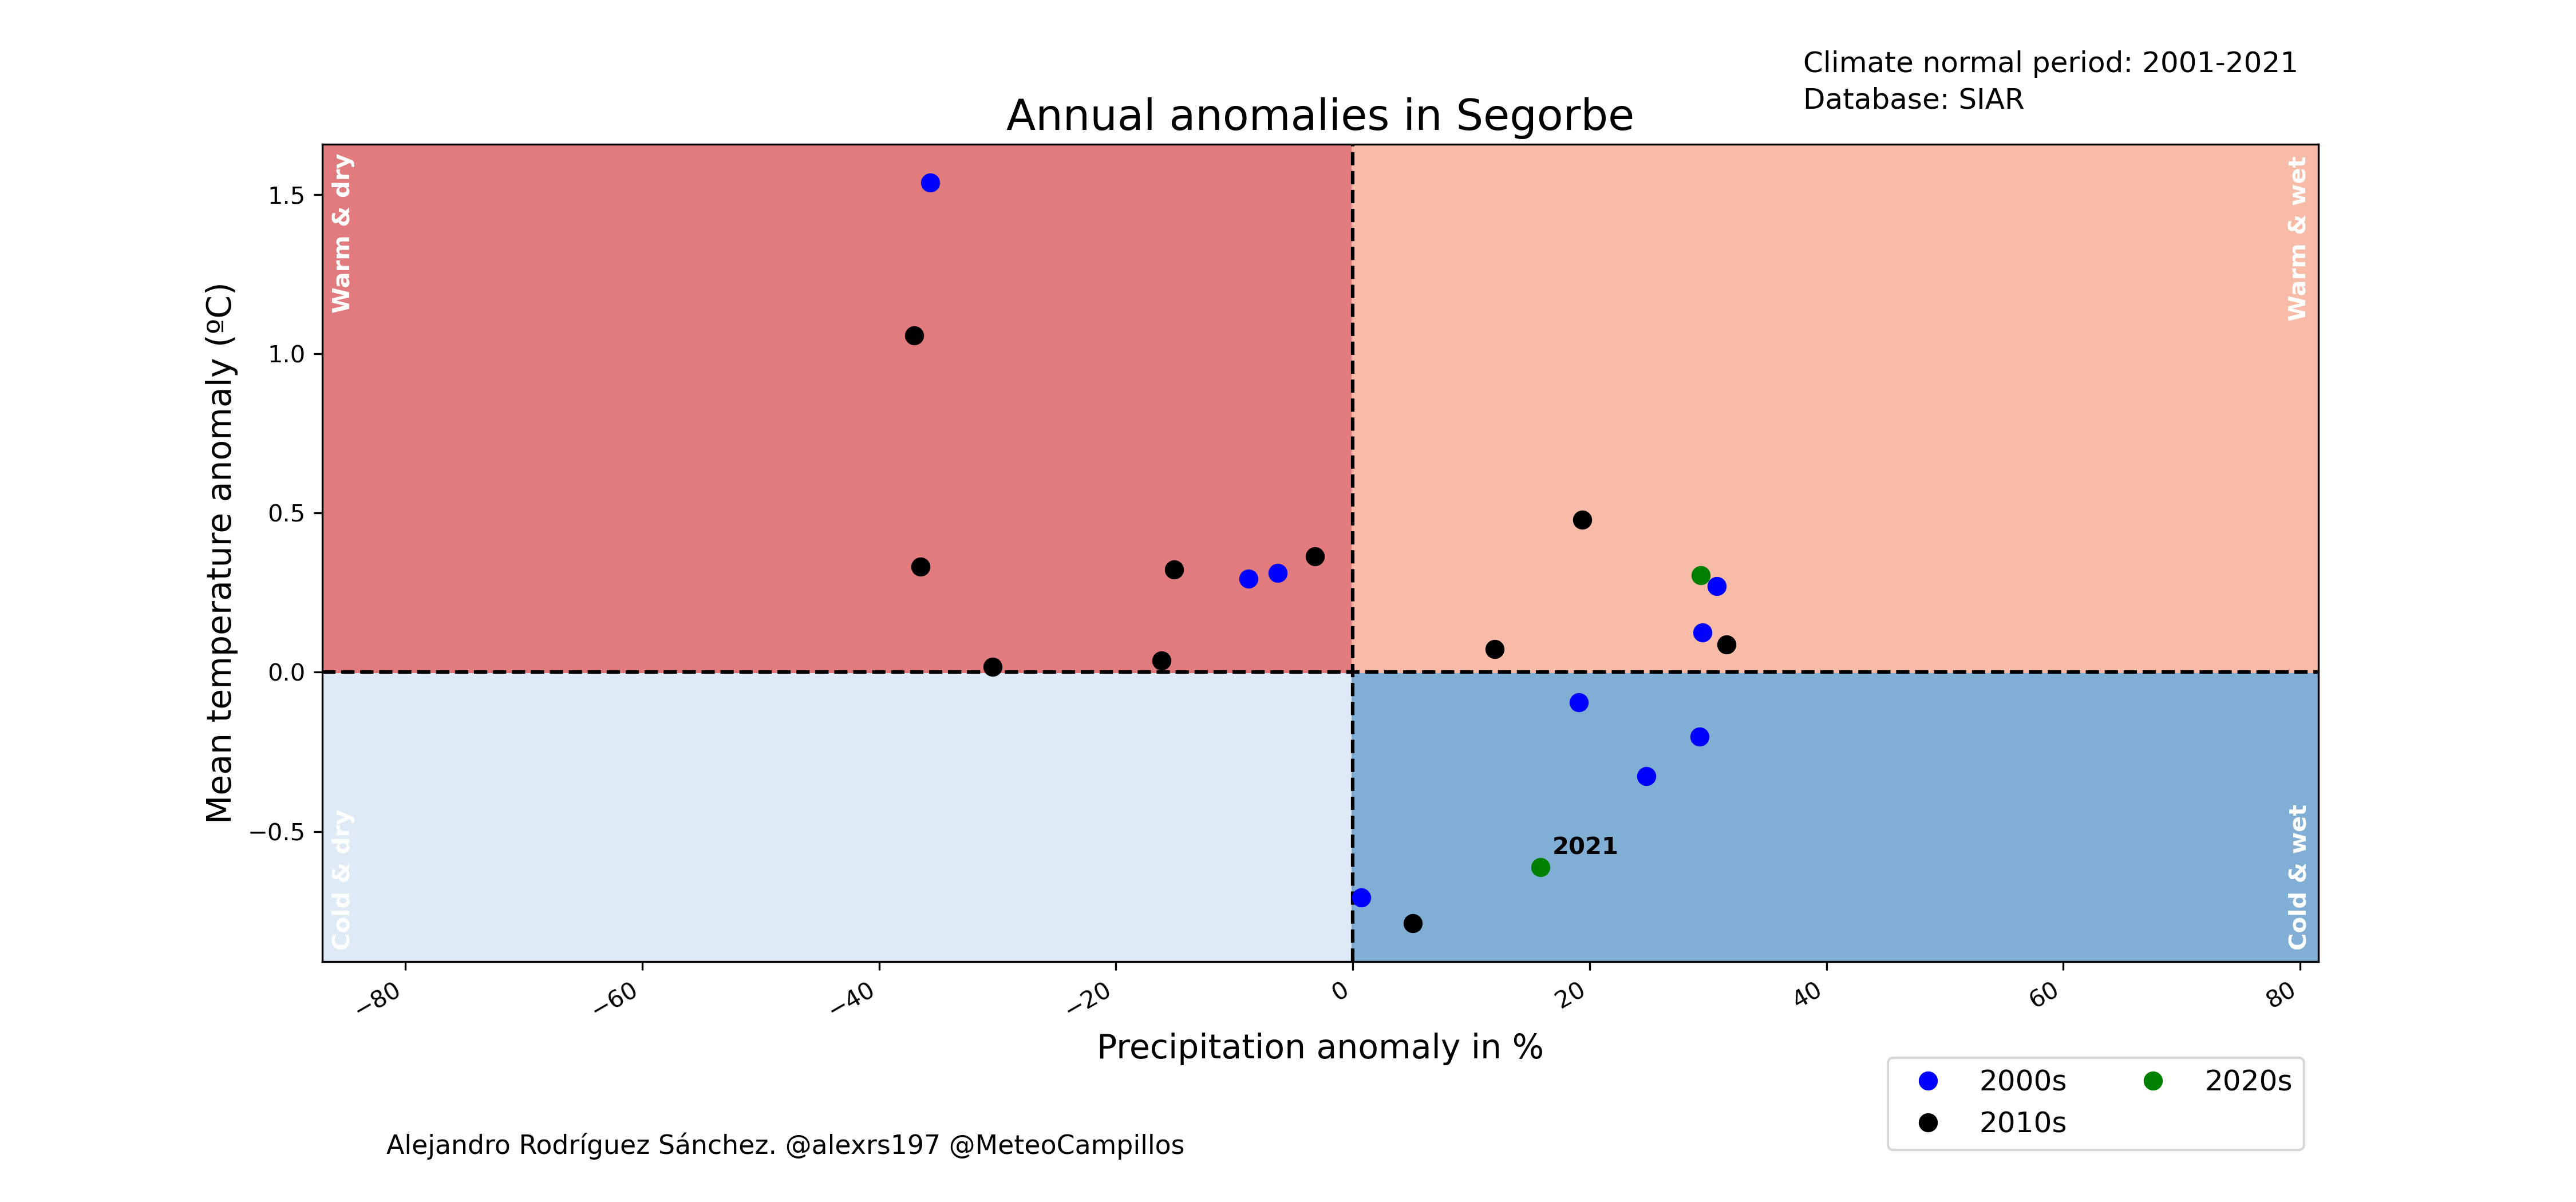 Climate normal period: 2001-2021
Database: SIAR
Annual anomalies in Segorbe
Warm & dry
Warm & wet
Cold & dry
Cold & wet
Mean temperature anomaly (ºC)
1.5
1.0
0.5
0.0
−0.5
2021
−80
−60
−40
−20
0
20
40
60
80
Precipitation anomaly in %
2000s
2010s
2020s
Alejandro Rodríguez Sánchez. @alexrs197 @MeteoCampillos